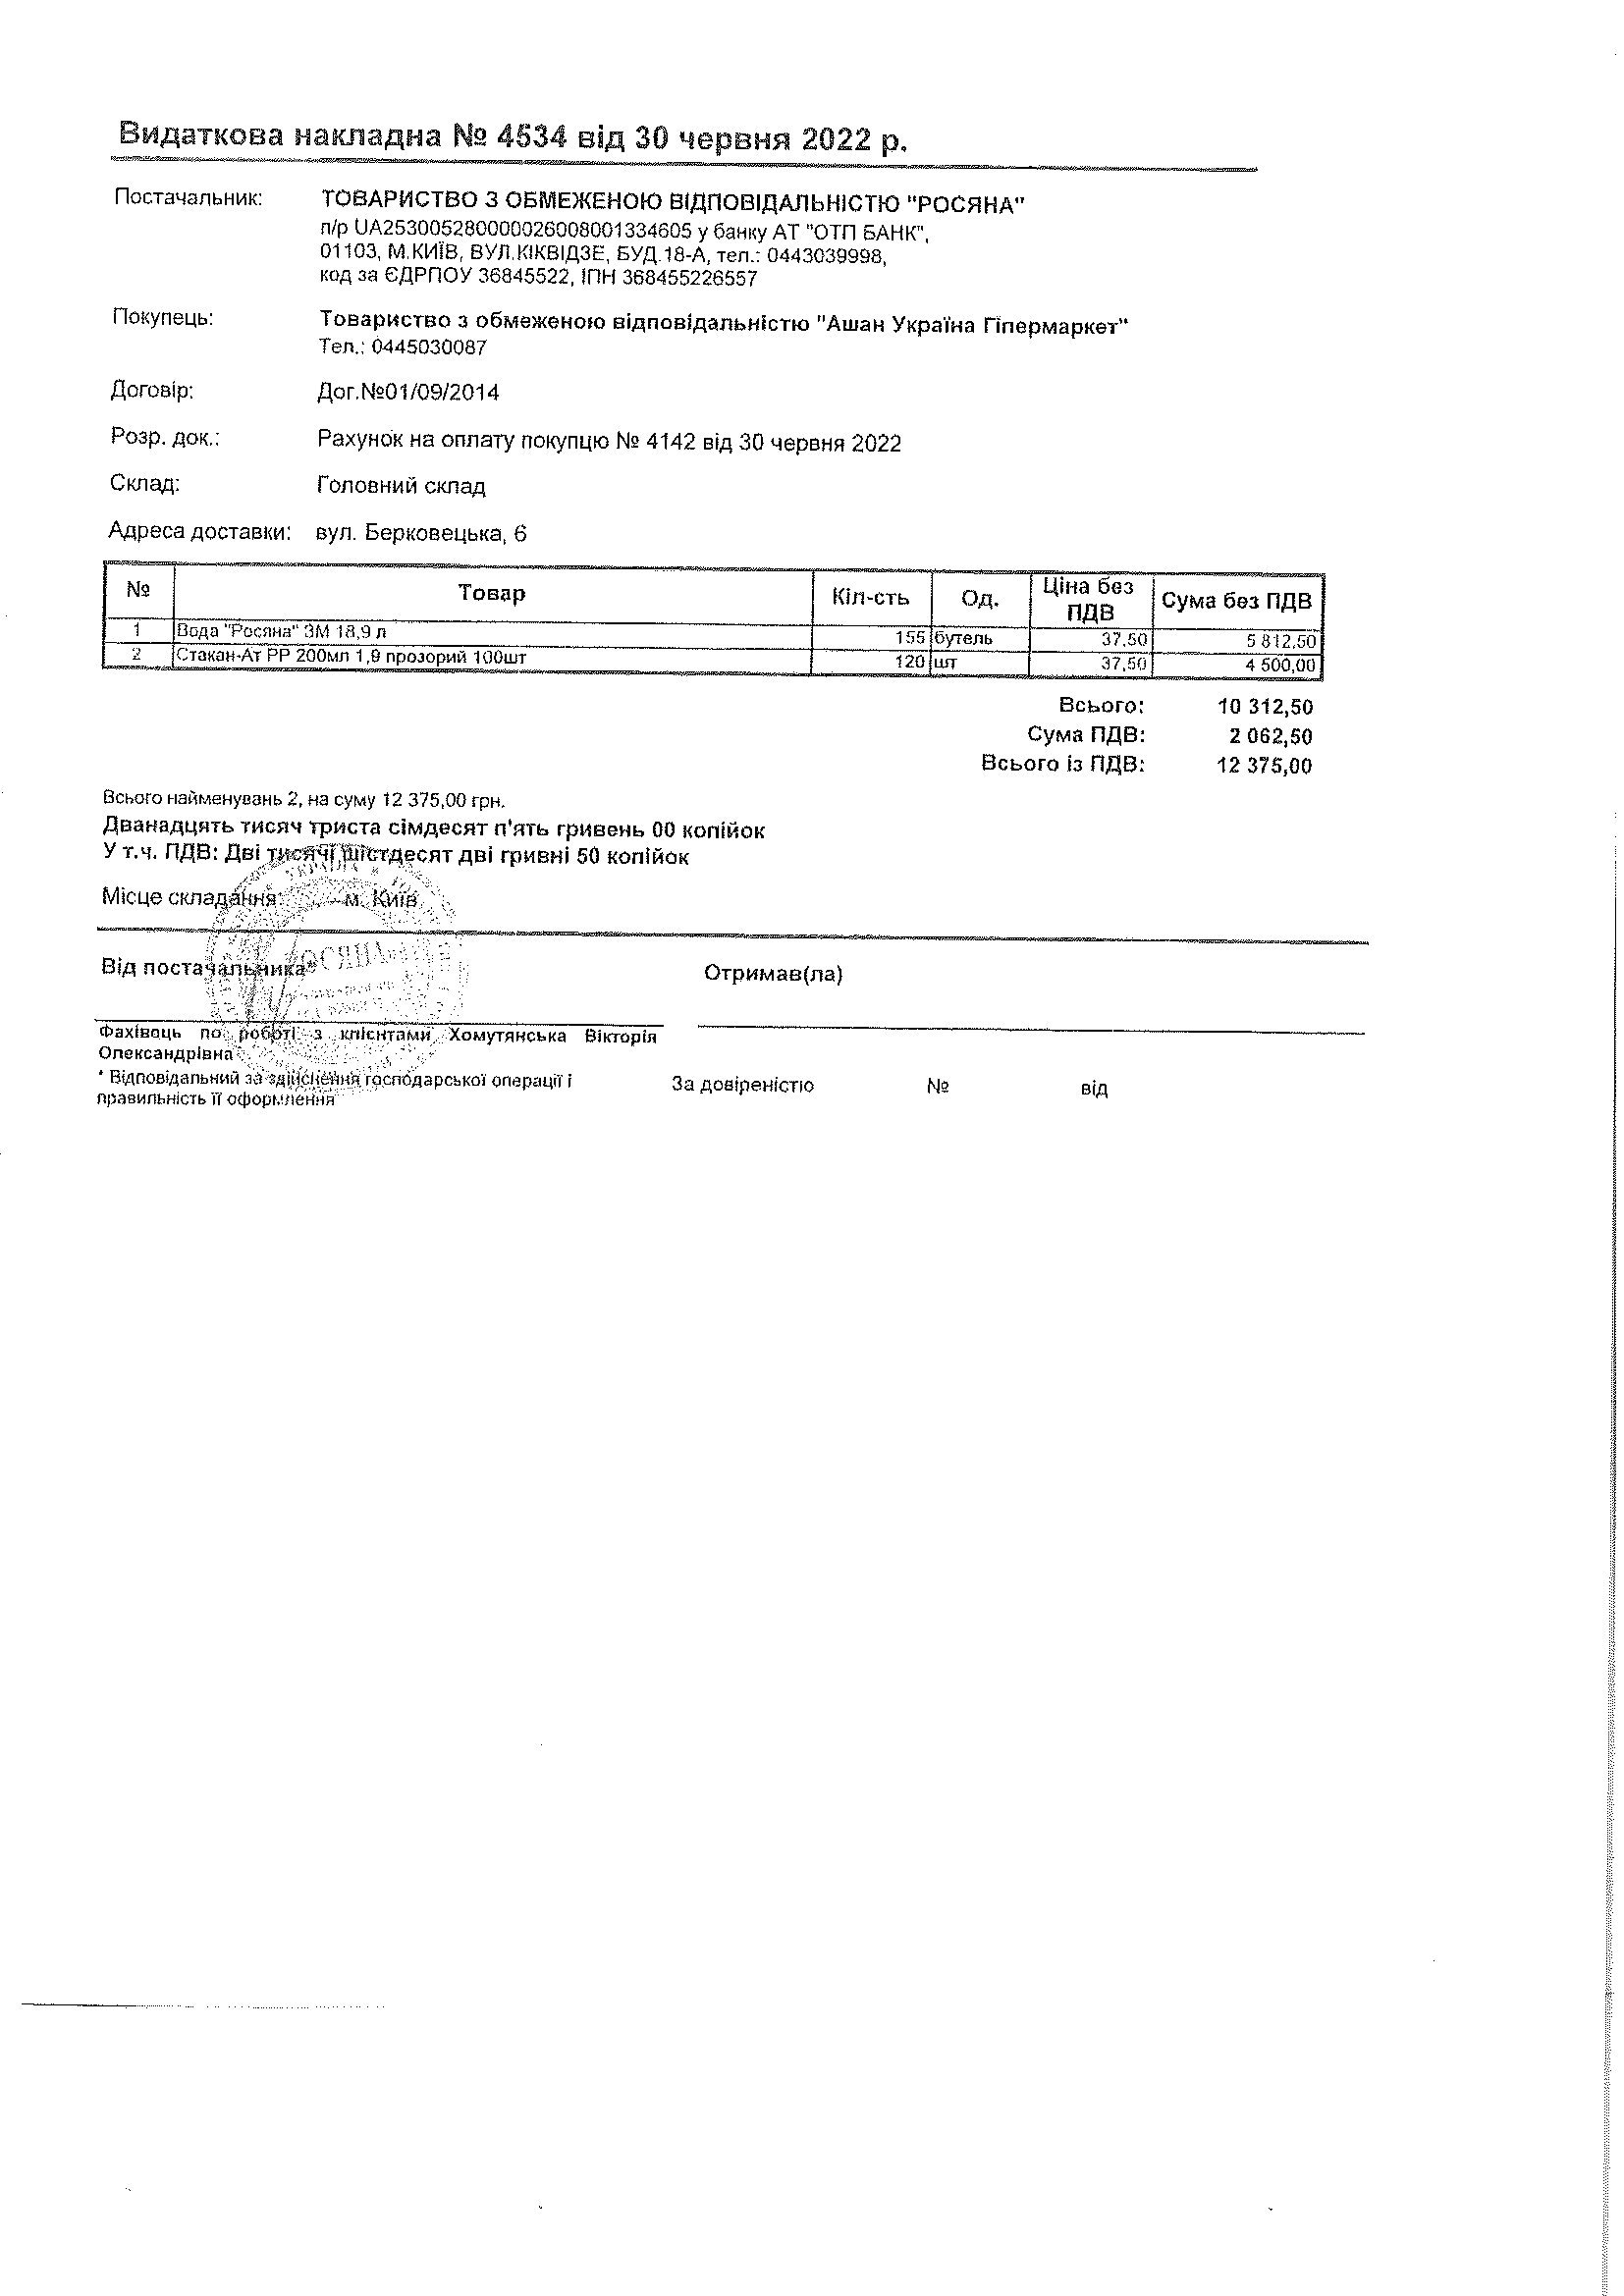 Видаткова накладна № 4534 від 30 червня 2022 р.
Постачальник: ТОВАРИСТВО З ОБМЕЖЕНОЮ ВІДПОВІДАЛЬНІСТЮ "РОСЯНА"
п/р UA253005280000026008001334605 у банку АТ "ОТП БАНК",
01103, М.КИЇВ, ВУЛ.КІКВІДЗЕ, БУД.18-А, тел.: 0443039998,
код за ЄДРПОУ 36845522, ІПН 368455226557
Покупець: Товариство з обмеженою відповідальністю "Ашан Україна Гіпермаркет"
Тел.: 0445030087
Договір: Дог.№01/09/2014
Розр. док.: Рахунок на оплату покупцю № 4142 від 30 червня 2022
Склад: Головний склад
Адреса доставки: вул. Берковецька, 6
№ Товар Кіл-сть Од. Ціна без ПДВ Сума без ПДВ
1 Вода "Росяна" ЗМ 18,9 л 155 бутель 37,50 5 812,50
2 Стакан-Ат РР 200мл 1,9 прозорий 100шт 120 шт 37,50 4 500,00
Всього: 10 312,50
Сума ПДВ: 2 062,50
Всього із ПДВ: 12 375,00
Всього найменувань 2, на суму 12 375,00 грн.
Дванадцять тисяч триста сімдесят п'ять гривень 00 копійок
У т.ч. ПДВ: Дві тисячі шістдесят дві гривні 50 копійок
Місце складання: м. Київ
Від постачальника* Отримав(ла)
Фахівець по роботі з клієнтами Хомутянська Вікторія
Олександрівна
* Відповідальний за здійснення господарської операції і
правильність її оформлення
За довіреністю № від